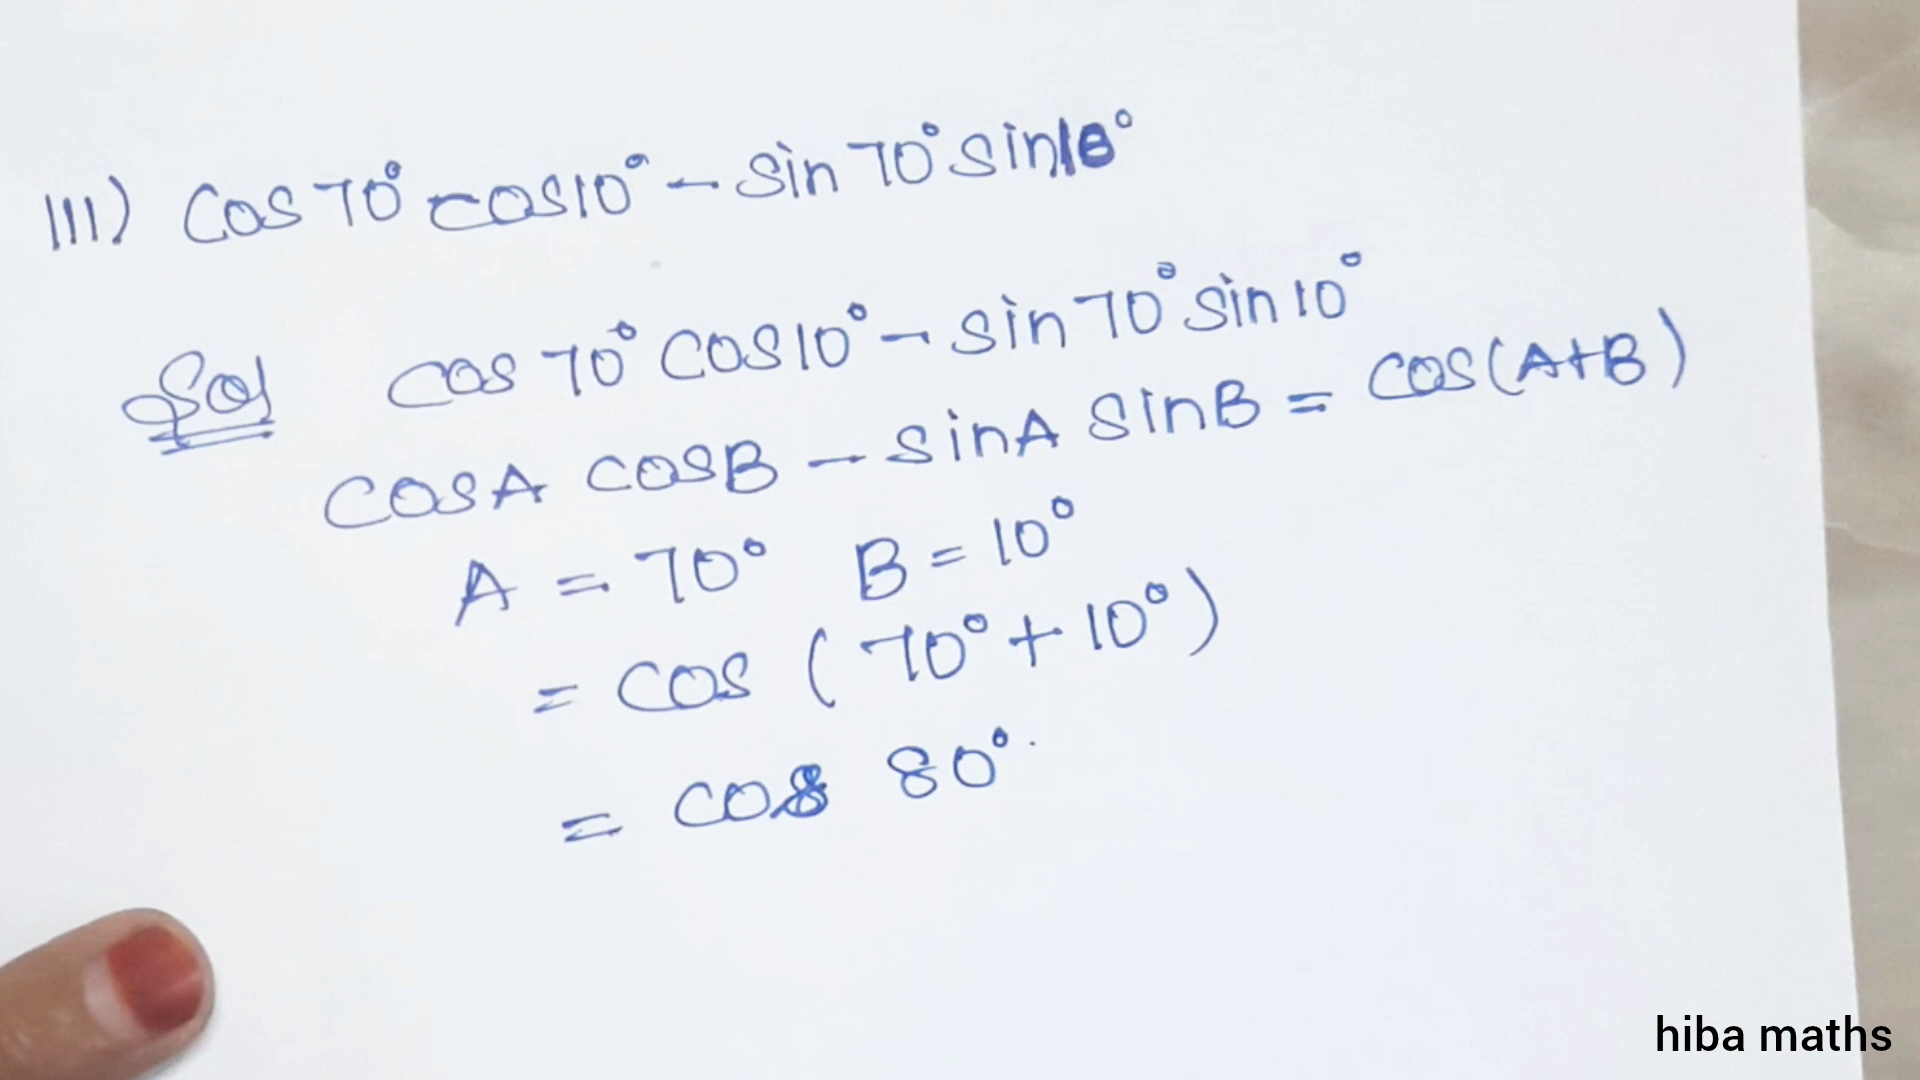 III) Cos 70° cos10° - Sin 70° Sin10°
Sol Cos 70° Cos10° - Sin 70° Sin 10°
CosA CosB - SinA SinB = Cos(A+B)
A = 70° B = 10°
= Cos (70° + 10°)
= Cos 80°.
hiba maths